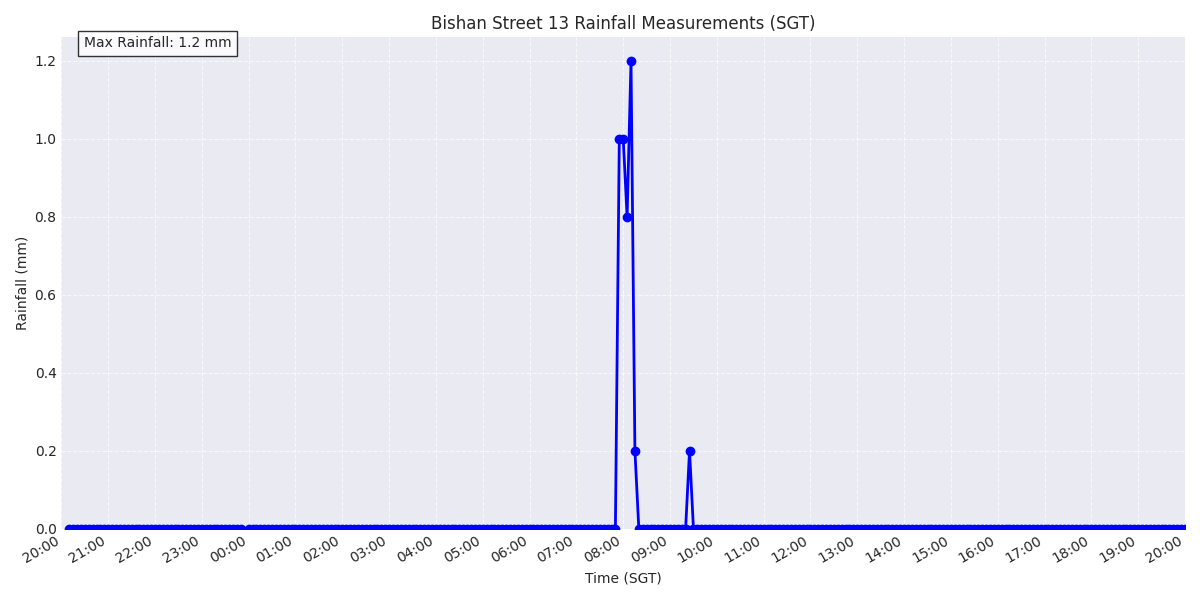 Bishan Street 13 Rainfall Measurements (SGT)
Max Rainfall: 1.2 mm
1.2
1.0
0.8
0.6
0.4
0.2
0.0
Rainfall (mm)
20:00 21:00 22:00 23:00 00:00 01:00 02:00 03:00 04:00 05:00 06:00 07:00 08:00 09:00 10:00 11:00 12:00 13:00 14:00 15:00 16:00 17:00 18:00 19:00 20:00
Time (SGT)